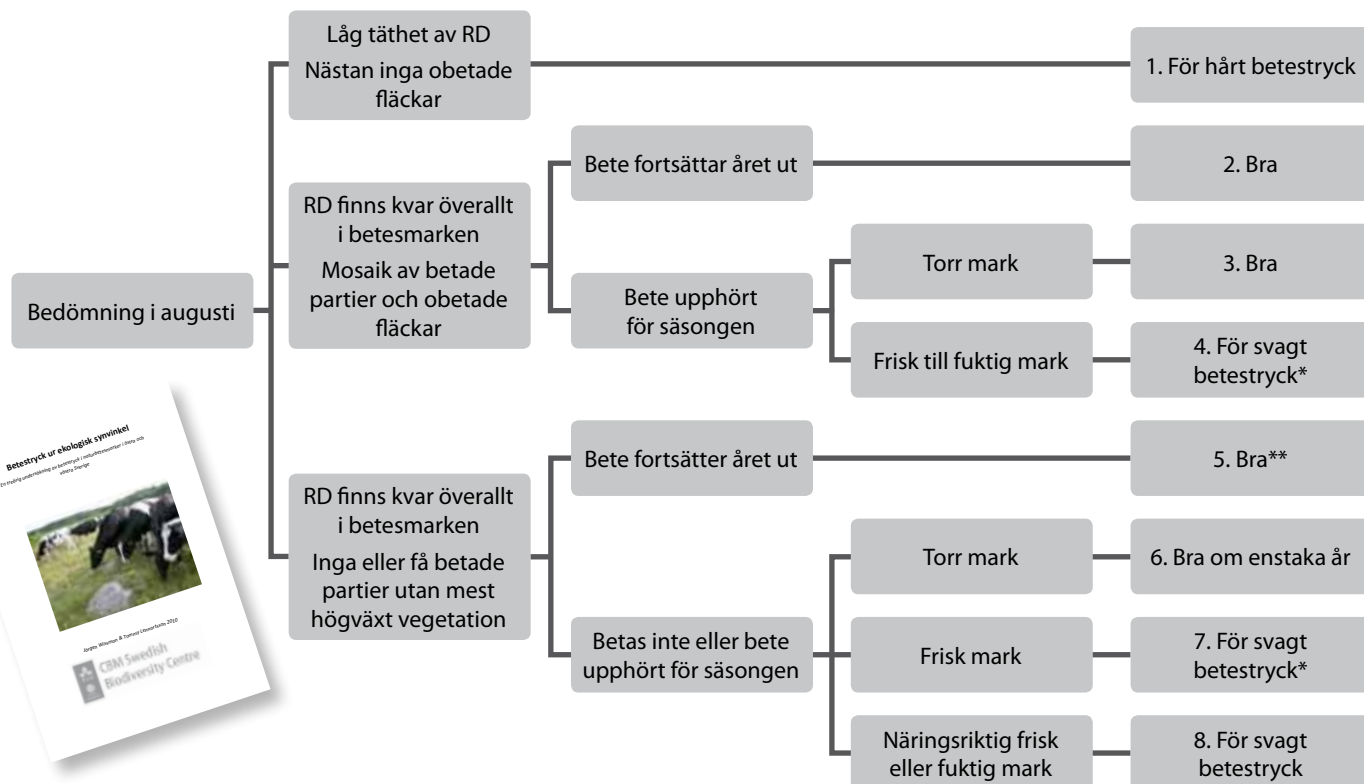 Låg täthet av RD
Nästan inga obetade
fläckar
1. För hårt betestryck
Bete fortsättar året ut
2. Bra
RD finns kvar överallt
i betesmarken
Mosaik av betade
partier och obetade
fläckar
Torr mark
3. Bra
Bedömning i augusti
Bete upphört
för säsongen
Frisk till fuktig mark
4. För svagt
betestryck*
Betestryck ur ekologisk synvinkel
Bete fortsätter året ut
5. Bra**
RD finns kvar överallt
i betesmarken
Inga eller få betade
partier utan mest
högväxt vegetation
Torr mark
6. Bra om enstaka år
Betas inte eller bete
upphört för säsongen
Frisk mark
7. För svagt
betestryck*
Näringsriktig frisk
eller fuktig mark
8. För svagt
betestryck
CBM Swedish
Biodiversity Centre